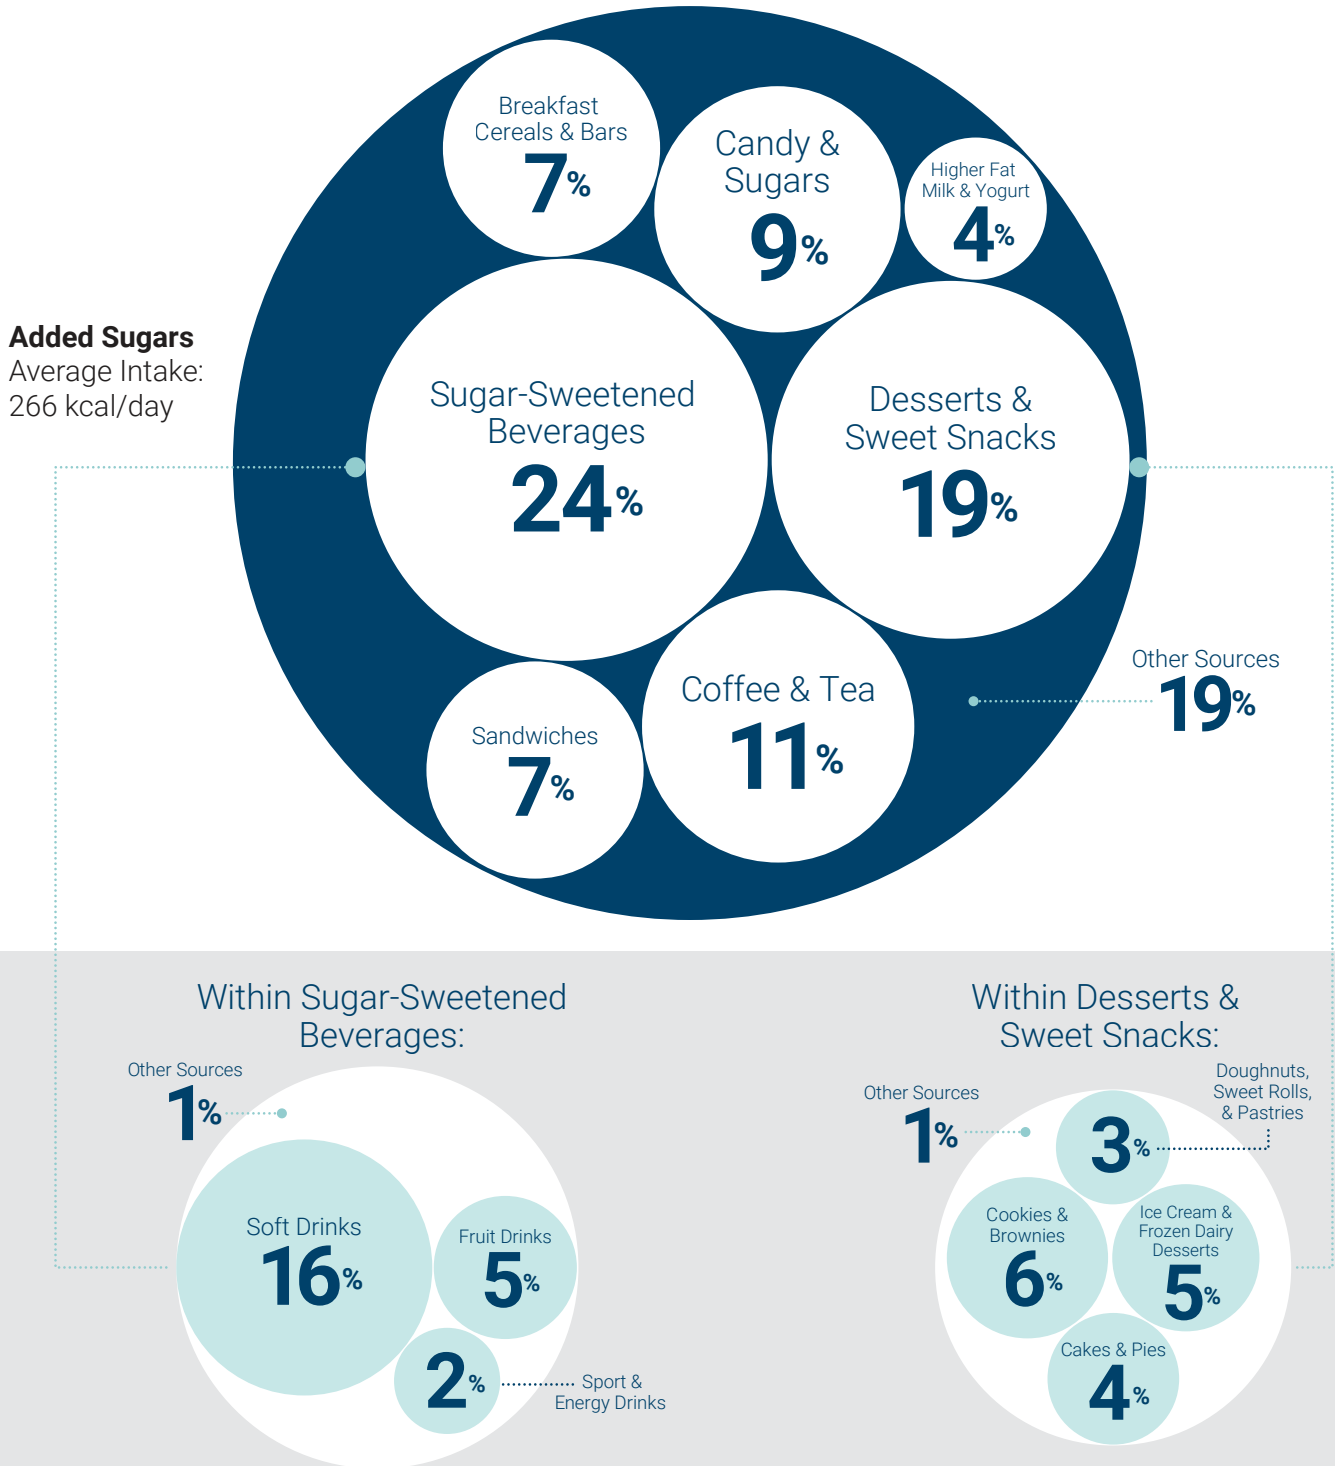 Breakfast
Cereals & Bars
7%
Candy &
Sugars
9%
Higher Fat
Milk & Yogurt
4%
Added Sugars
Average Intake:
266 kcal/day
Sugar-Sweetened
Beverages
24%
Desserts &
Sweet Snacks
19%
Other Sources
19%
Coffee & Tea
11%
Sandwiches
7%
Within Sugar-Sweetened
Beverages:
Other Sources
1%
Soft Drinks
16%
Fruit Drinks
5%
2%
Sport &
Energy Drinks
Within Desserts &
Sweet Snacks:
Other Sources
1%
Doughnuts,
Sweet Rolls,
& Pastries
3%
Cookies &
Brownies
6%
Ice Cream &
Frozen Dairy
Desserts
5%
Cakes & Pies
4%